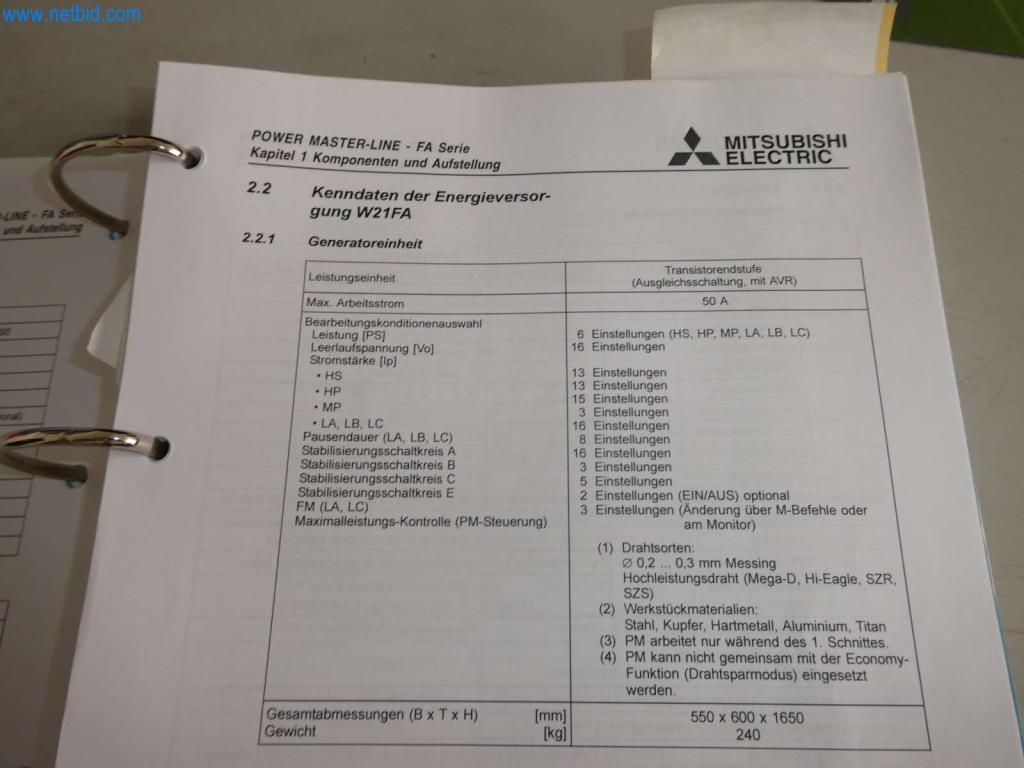 www.netbid.com
POWER MASTER-LINE - FA Serie
Kapitel 1 Komponenten und Aufstellung
MITSUBISHI
ELECTRIC
-LINE - FA Serie
und Aufstellung
2.2 Kenndaten der Energieversor-
gung W21FA
2.2.1 Generatoreinheit
Leistungseinheit
Transistorendstufe
(Ausgleichsschaltung, mit AVR)
Max. Arbeitsstrom 50 A
Bearbeitungskonditionenauswahl
Leistung [PS] 6 Einstellungen (HS, HP, MP, LA, LB, LC)
Leerlaufspannung [Vo] 16 Einstellungen
Stromstärke [Ip]
• HS 13 Einstellungen
• HP 13 Einstellungen
• MP 15 Einstellungen
• LA, LB, LC 3 Einstellungen
Pausendauer (LA, LB, LC) 16 Einstellungen
Stabilisierungsschaltkreis A 8 Einstellungen
Stabilisierungsschaltkreis B 16 Einstellungen
Stabilisierungsschaltkreis C 3 Einstellungen
Stabilisierungsschaltkreis E 5 Einstellungen
FM (LA, LC) 2 Einstellungen (EIN/AUS) optional
Maximalleistungs-Kontrolle (PM-Steuerung) 3 Einstellungen (Änderung über M-Befehle oder
am Monitor)
(1) Drahtsorten:
Ø 0,2 ... 0,3 mm Messing
Hochleistungsdraht (Mega-D, Hi-Eagle, SZR,
SZS)
(2) Werkstückmaterialien:
Stahl, Kupfer, Hartmetall, Aluminium, Titan
(3) PM arbeitet nur während des 1. Schnittes.
(4) PM kann nicht gemeinsam mit der Economy-
Funktion (Drahtsparmodus) eingesetzt
werden.
Gesamtabmessungen (B x T x H) [mm] 550 x 600 x 1650
Gewicht [kg] 240